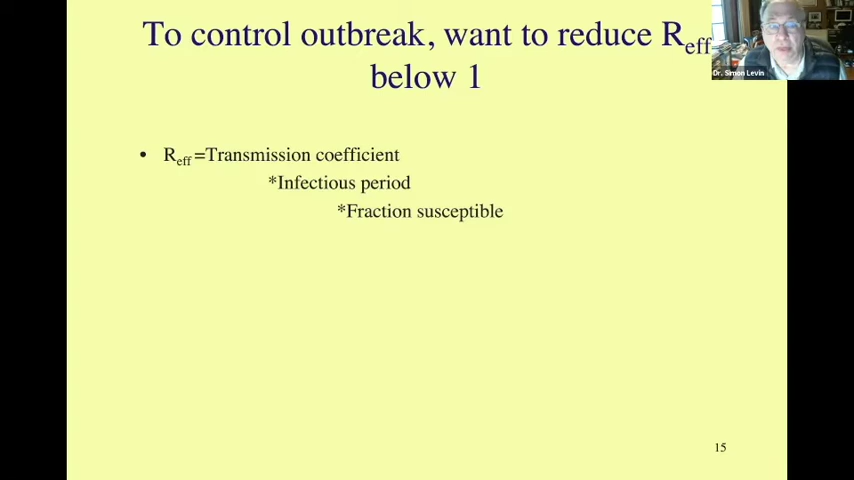 To control outbreak, want to reduce Reff
below 1
Dr. Simon Levin
• Reff =Transmission coefficient
*Infectious period
*Fraction susceptible
15